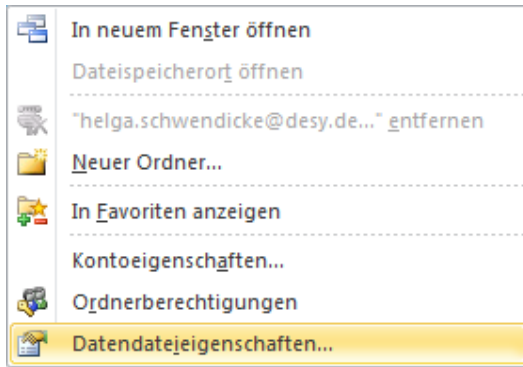 In neuem Fenster öffnen
Dateispeicherort öffnen
"helga.schwendicke@desy.de..." entfernen
Neuer Ordner...
In Favoriten anzeigen
Kontoeigenschaften...
Ordnerberechtigungen
Datendateieigenschaften...